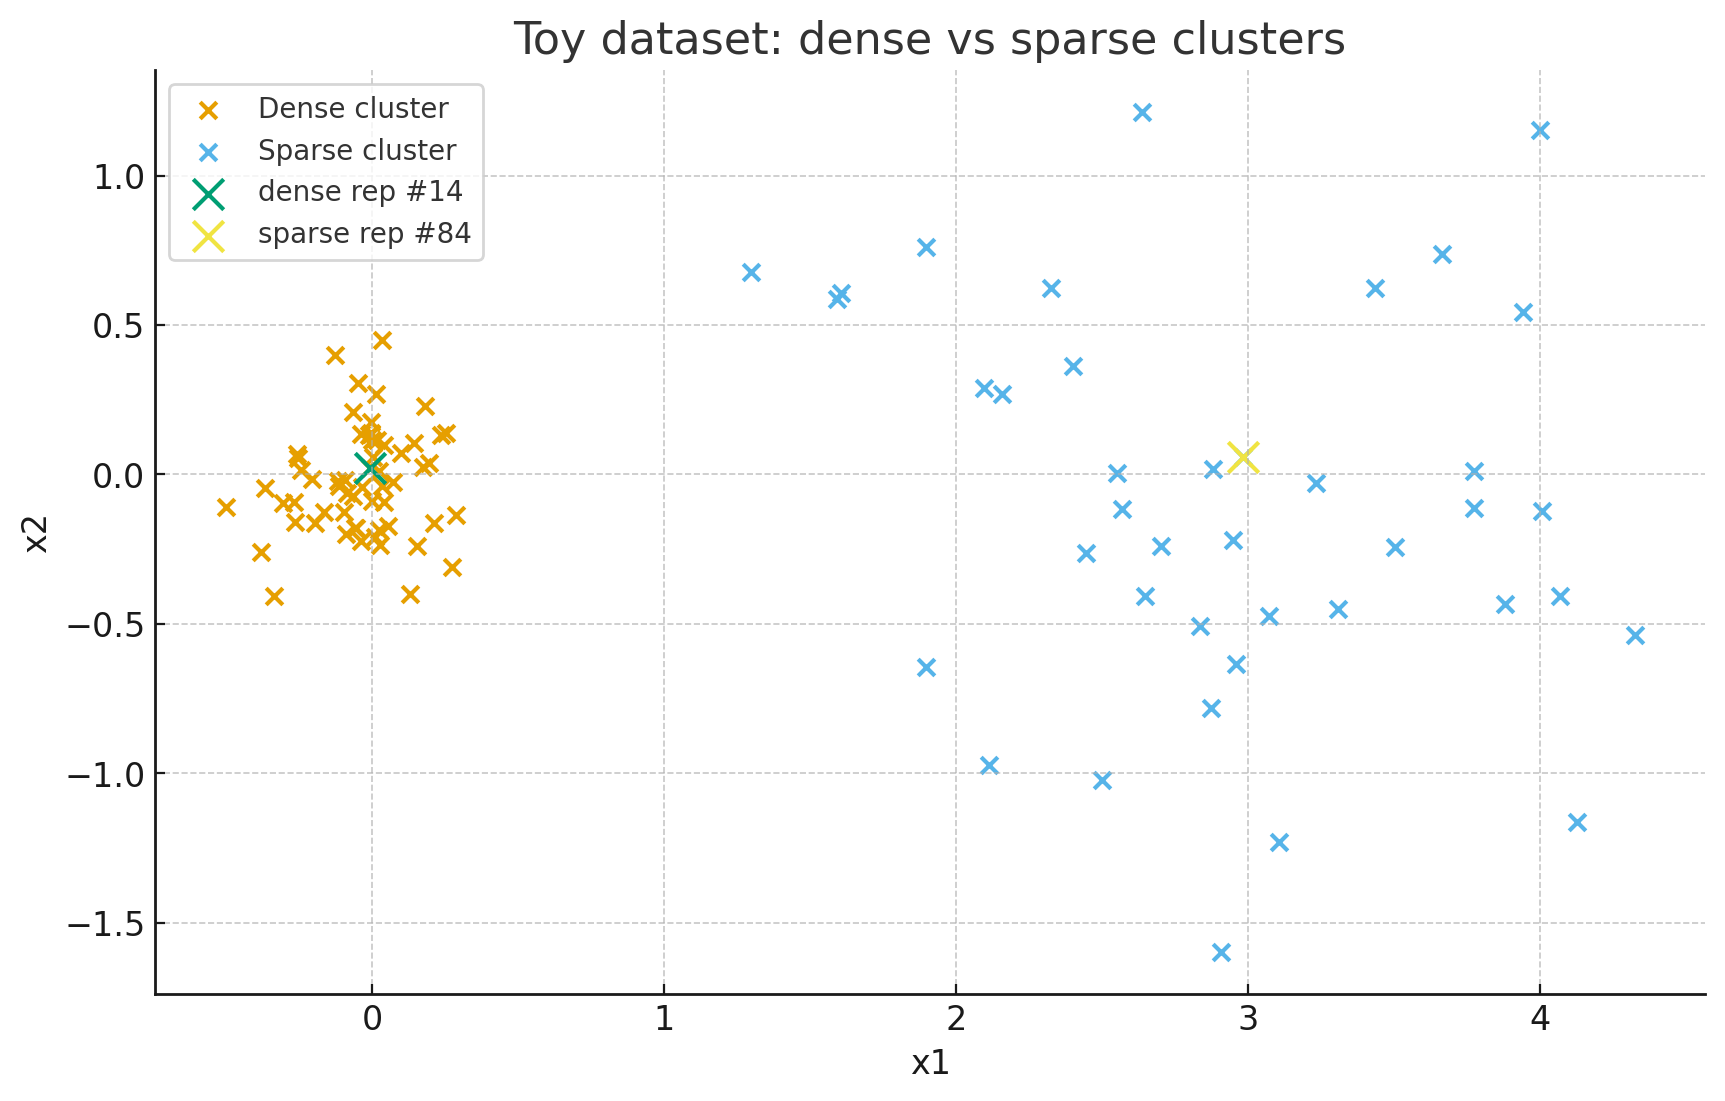 Toy dataset: dense vs sparse clusters
Dense cluster
Sparse cluster
dense rep #14
sparse rep #84
1.0
0.5
0.0
−0.5
−1.0
−1.5
x2
0 1 2 3 4
x1